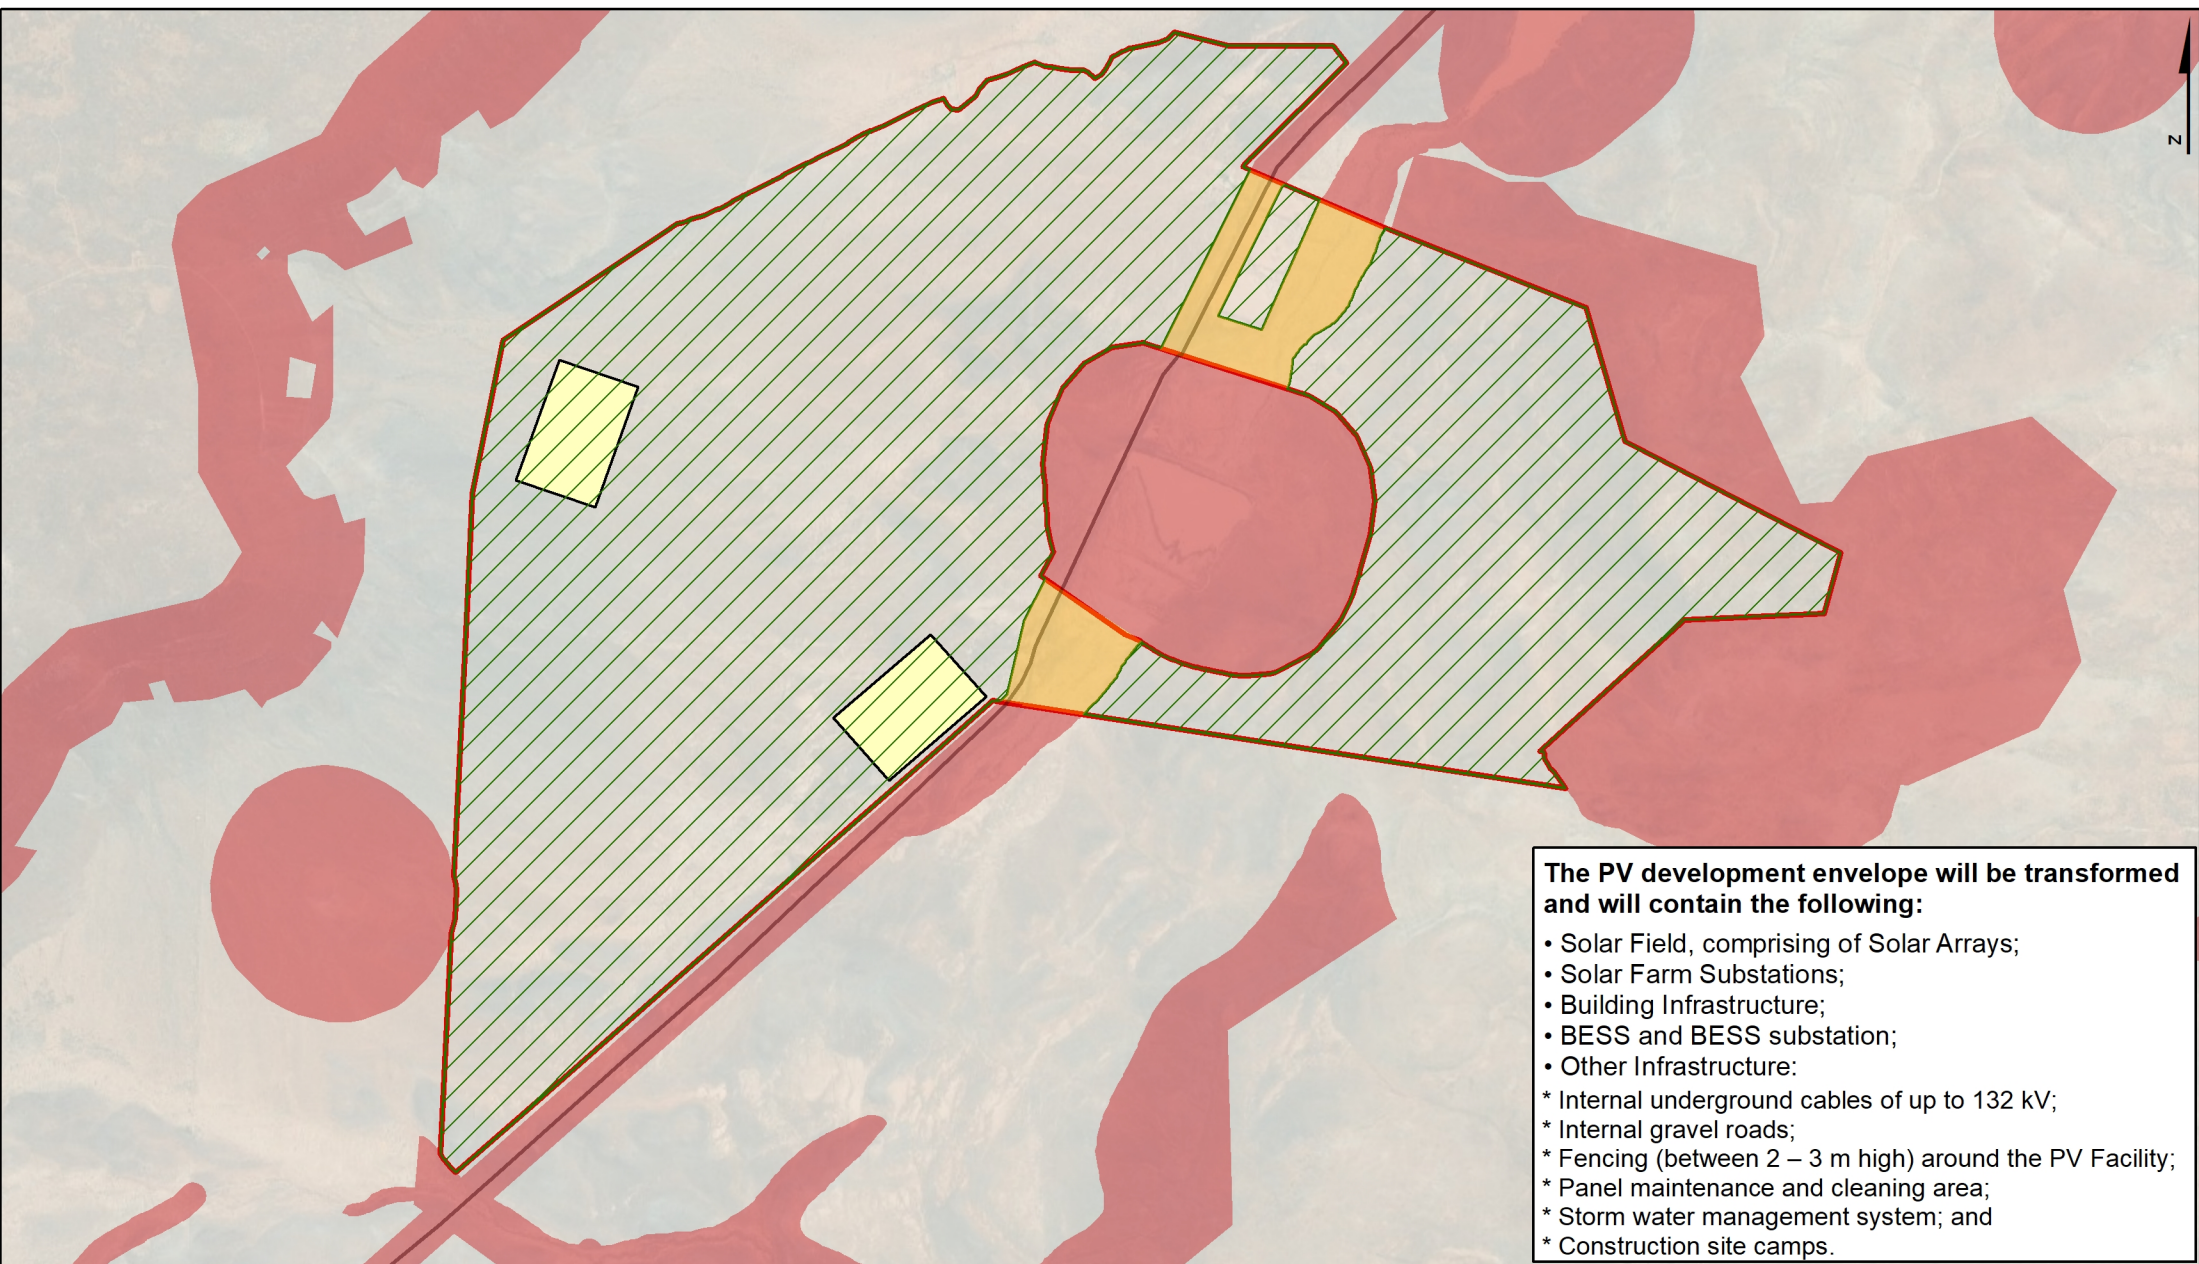 N
The PV development envelope will be transformed
and will contain the following:
• Solar Field, comprising of Solar Arrays;
• Solar Farm Substations;
• Building Infrastructure;
• BESS and BESS substation;
• Other Infrastructure:
* Internal underground cables of up to 132 kV;
* Internal gravel roads;
* Fencing (between 2 – 3 m high) around the PV Facility;
* Panel maintenance and cleaning area;
* Storm water management system; and
* Construction site camps.